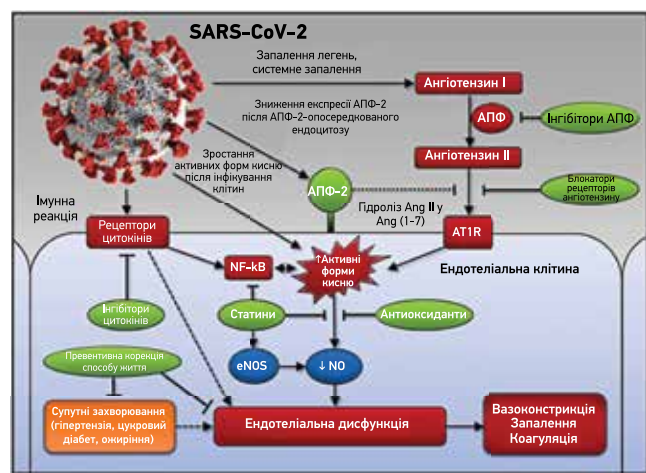 SARS-CoV-2
Запалення легень,
системне запалення
Ангіотензин I
Зниження експресії АПФ-2
після АПФ-2-опосередкованого
ендоцитозу
АПФ
Інгібітори АПФ
Зростання
активних форм кисню
після інфікування
клітин
Ангіотензин II
Імунна
реакція
АПФ-2
Блокатори
рецепторів
ангіотензину
Гідроліз Ang II у
Ang (1-7)
Рецептори
цитокінів
AT1R
NF-kB
↑Активні
форми
кисню
Ендотеліальна клітина
Інгібітори
цитокінів
Статини
Антиоксиданти
Превентивна корекція
способу життя
eNOS
↓ NO
Супутні захворювання
(гіпертензія, цукровий
діабет, ожиріння)
Ендотеліальна дисфункція
Вазоконстрикція
Запалення
Коагуляція